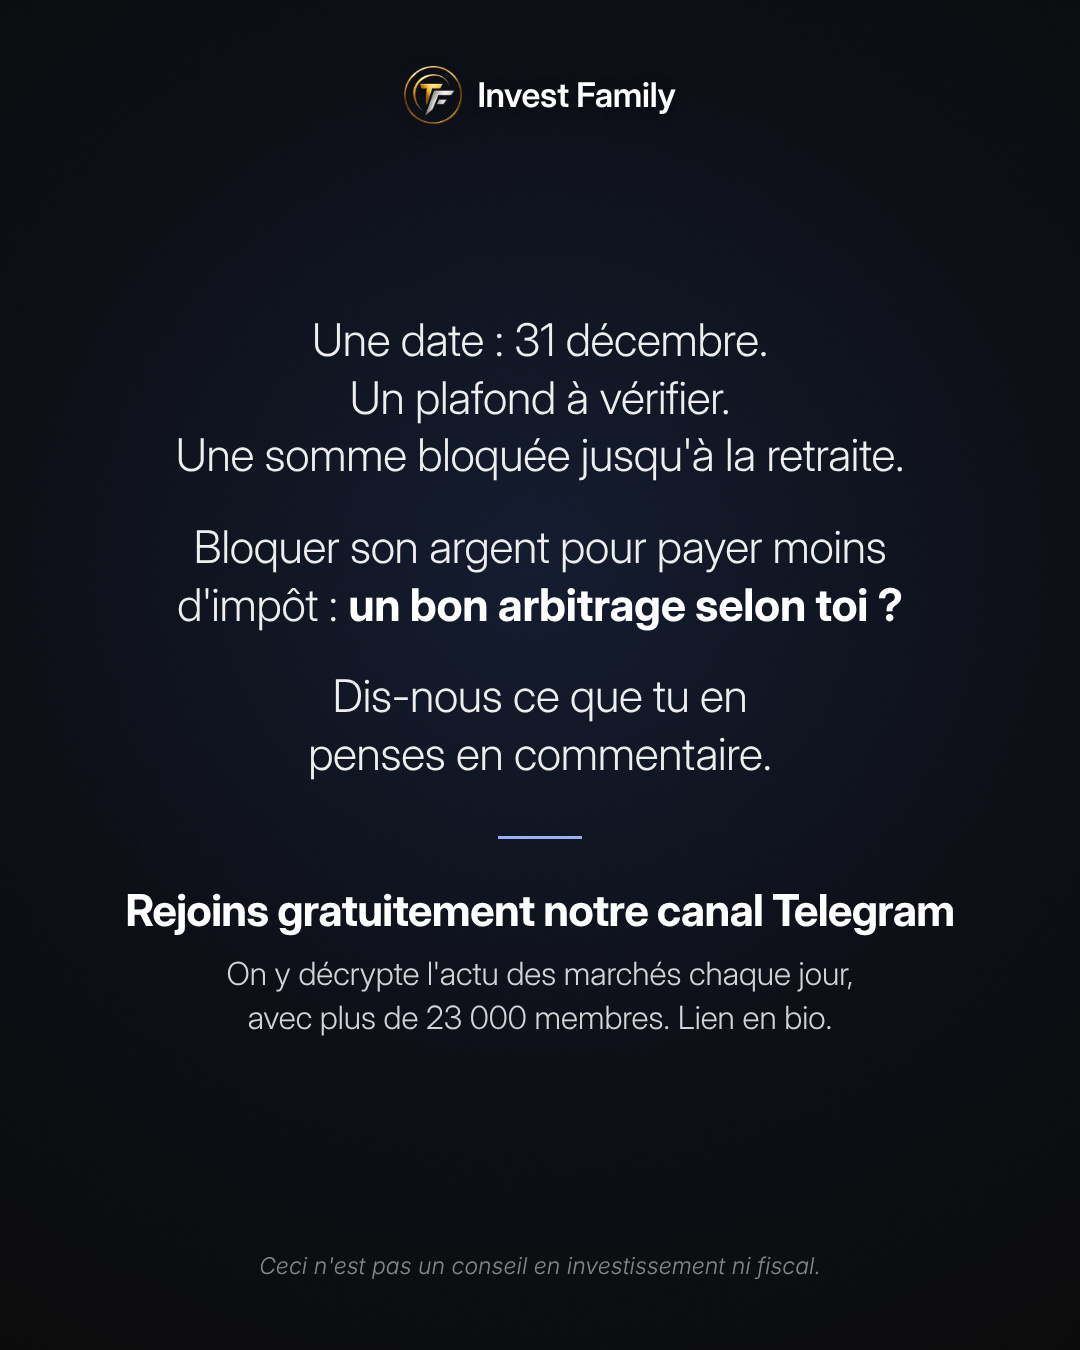 TF Invest Family
Une date : 31 décembre.
Un plafond à vérifier.
Une somme bloquée jusqu'à la retraite.
Bloquer son argent pour payer moins
d'impôt : un bon arbitrage selon toi ?
Dis-nous ce que tu en
penses en commentaire.
Rejoins gratuitement notre canal Telegram
On y décrypte l'actu des marchés chaque jour,
avec plus de 23 000 membres. Lien en bio.
Ceci n'est pas un conseil en investissement ni fiscal.